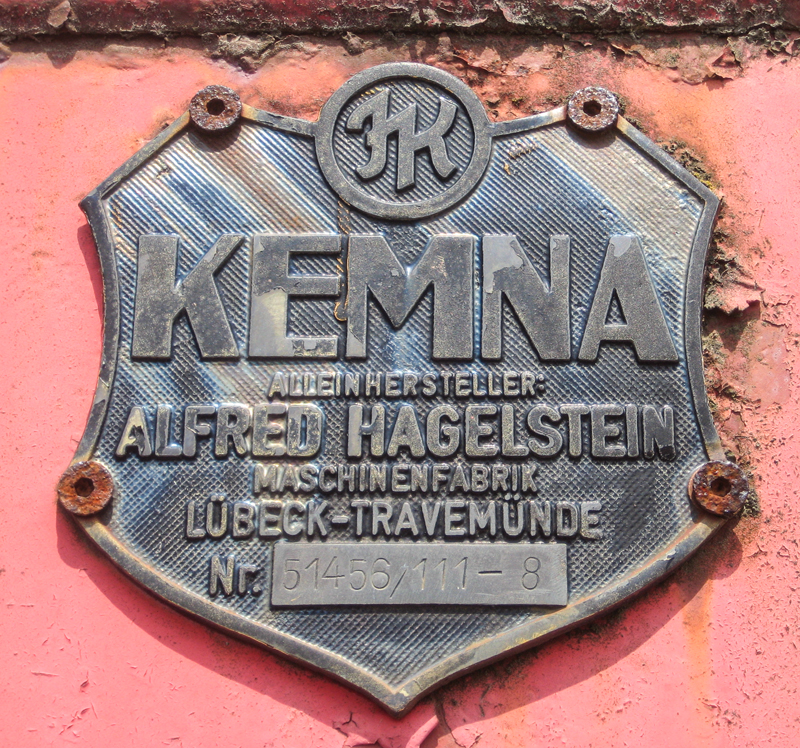 JK
KEMNA
ALLEINHERSTELLER:
ALFRED HAGELSTEIN
MASCHINENFABRIK
LÜBECK-TRAVEMÜNDE
Nr. 51456/111-8